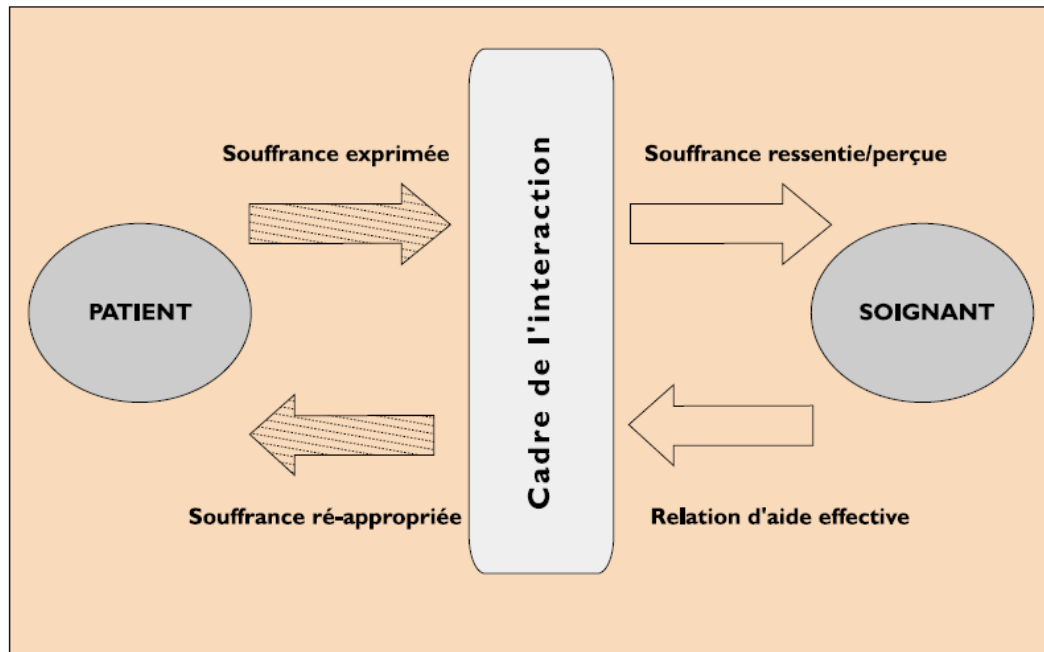 Souffrance exprimée
Souffrance ressentie/perçue
PATIENT
Cadre de l'interaction
SOIGNANT
Souffrance ré-appropriée
Relation d'aide effective